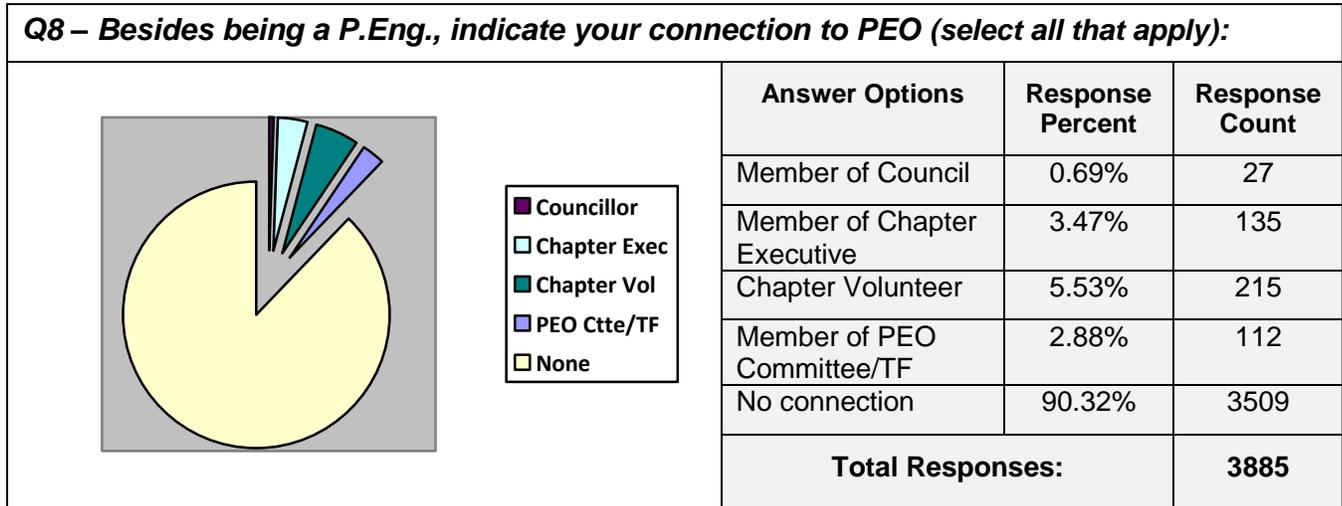 Q8 – Besides being a P.Eng., indicate your connection to PEO (select all that apply):
Councillor
Chapter Exec
Chapter Vol
PEO Ctte/TF
None
Answer Options Response Percent Response Count
Member of Council 0.69% 27
Member of Chapter Executive 3.47% 135
Chapter Volunteer 5.53% 215
Member of PEO Committee/TF 2.88% 112
No connection 90.32% 3509
Total Responses: 3885